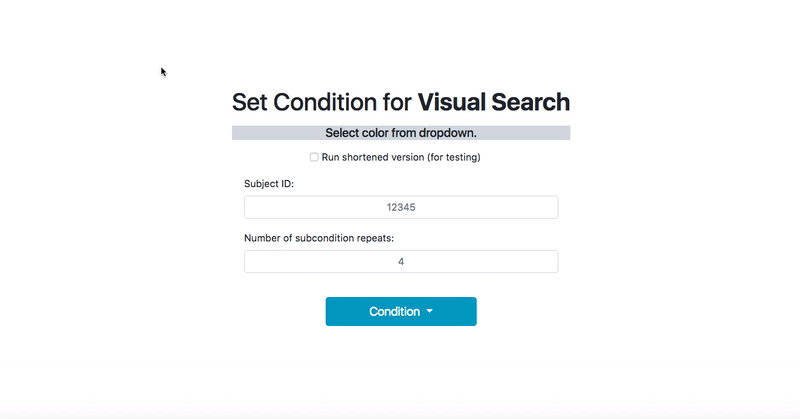 Set Condition for Visual Search
Select color from dropdown.
Run shortened version (for testing)
Subject ID:
12345
Number of subcondition repeats:
4
Condition